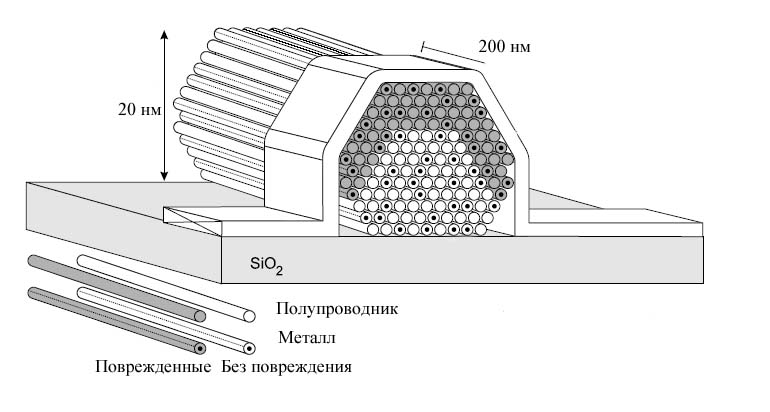 200 нм
20 нм
SiO2
Полупроводник
Металл
Поврежденные Без повреждения